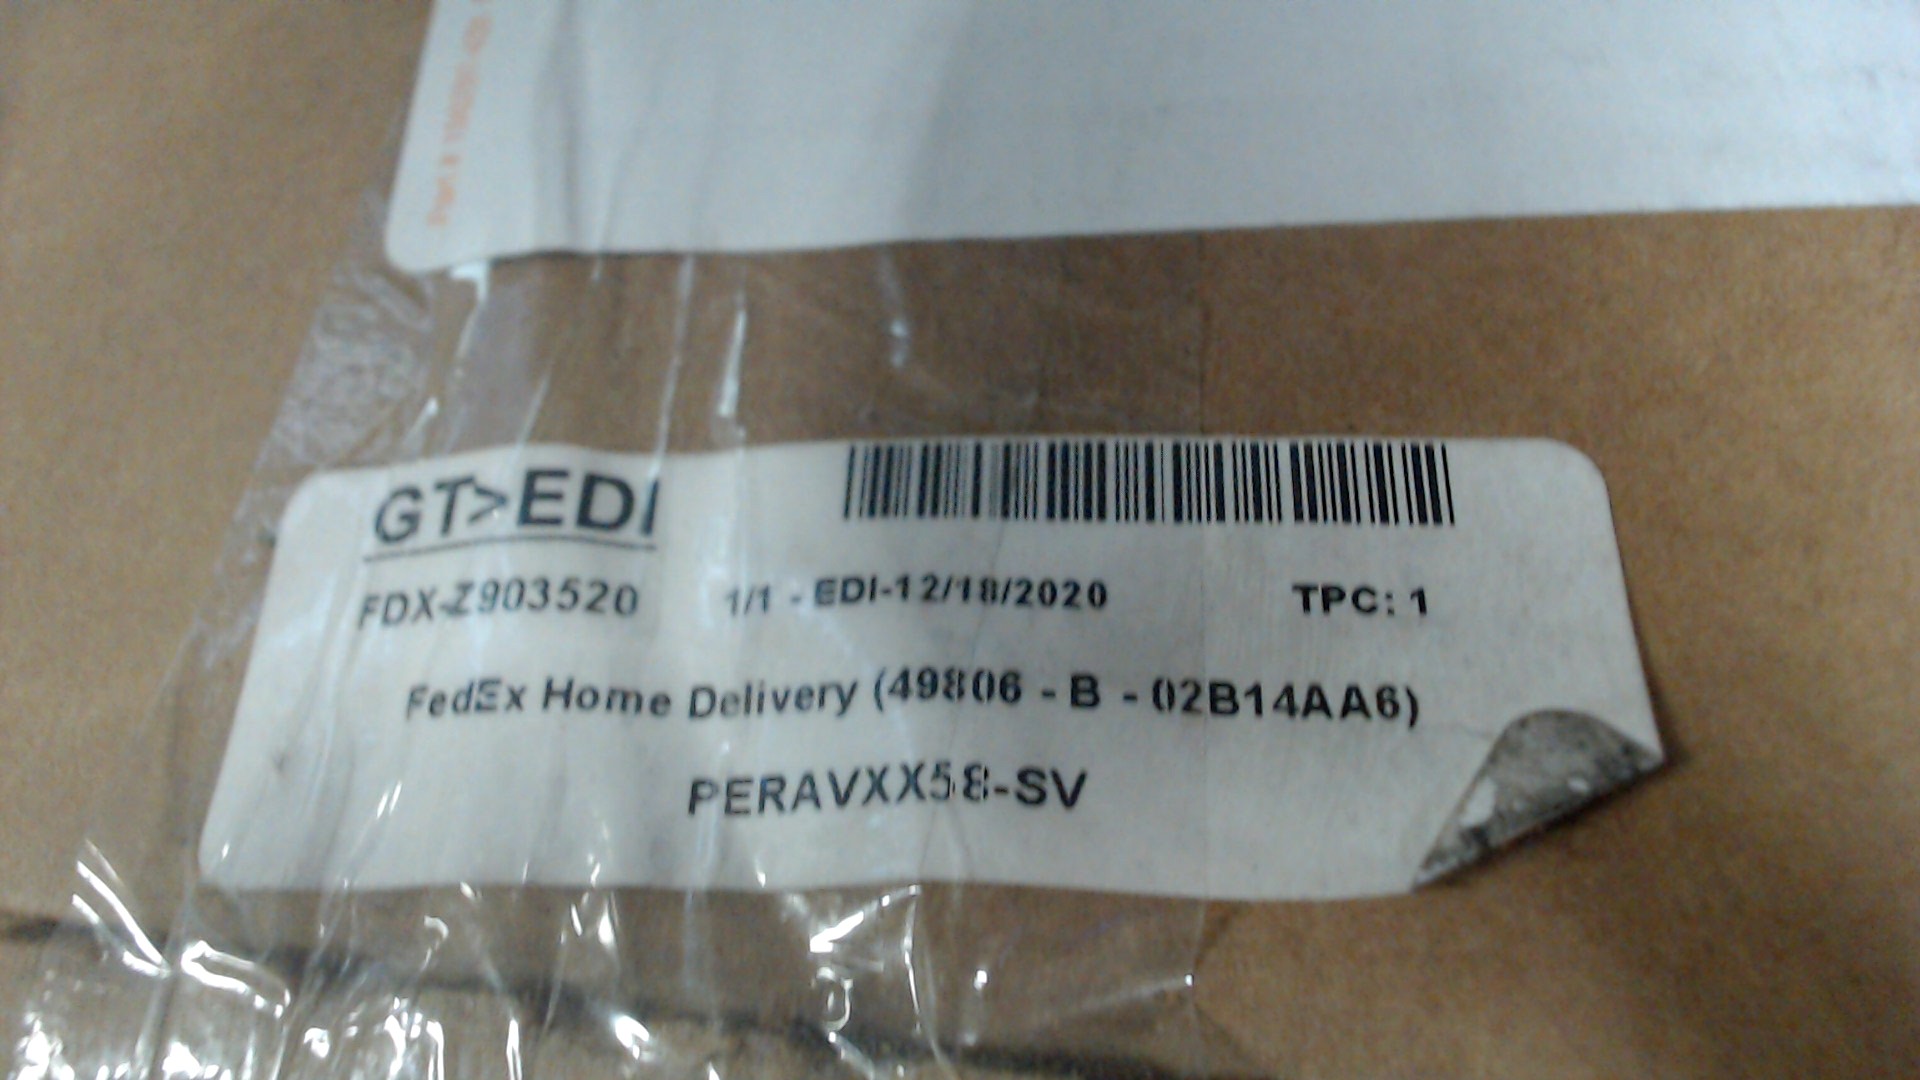 Part #
GT>EDI
FDX-Z903520 1/1 - EDI-12/18/2020 TPC: 1
FedEx Home Delivery (49806 - B - 02B14AA6)
PERAVXX58-SV